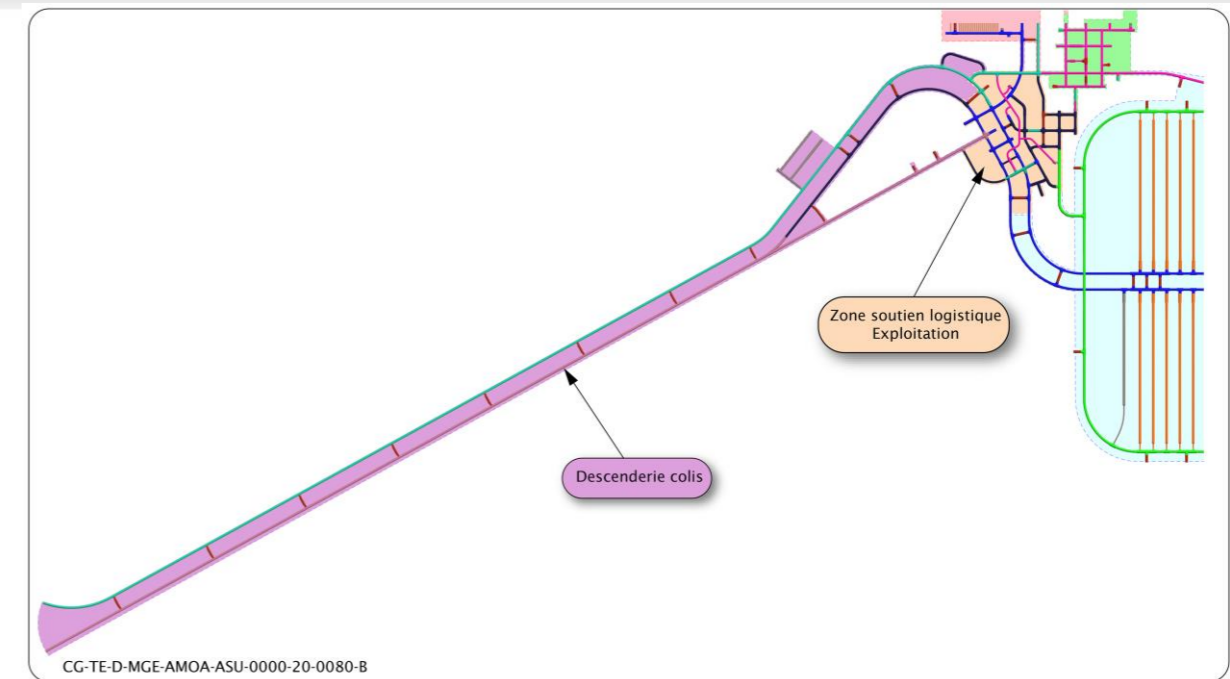 Zone soutien logistique
Exploitation
Descenderie colis
CG-TE-D-MGE-AMOA-ASU-0000-20-0080-B